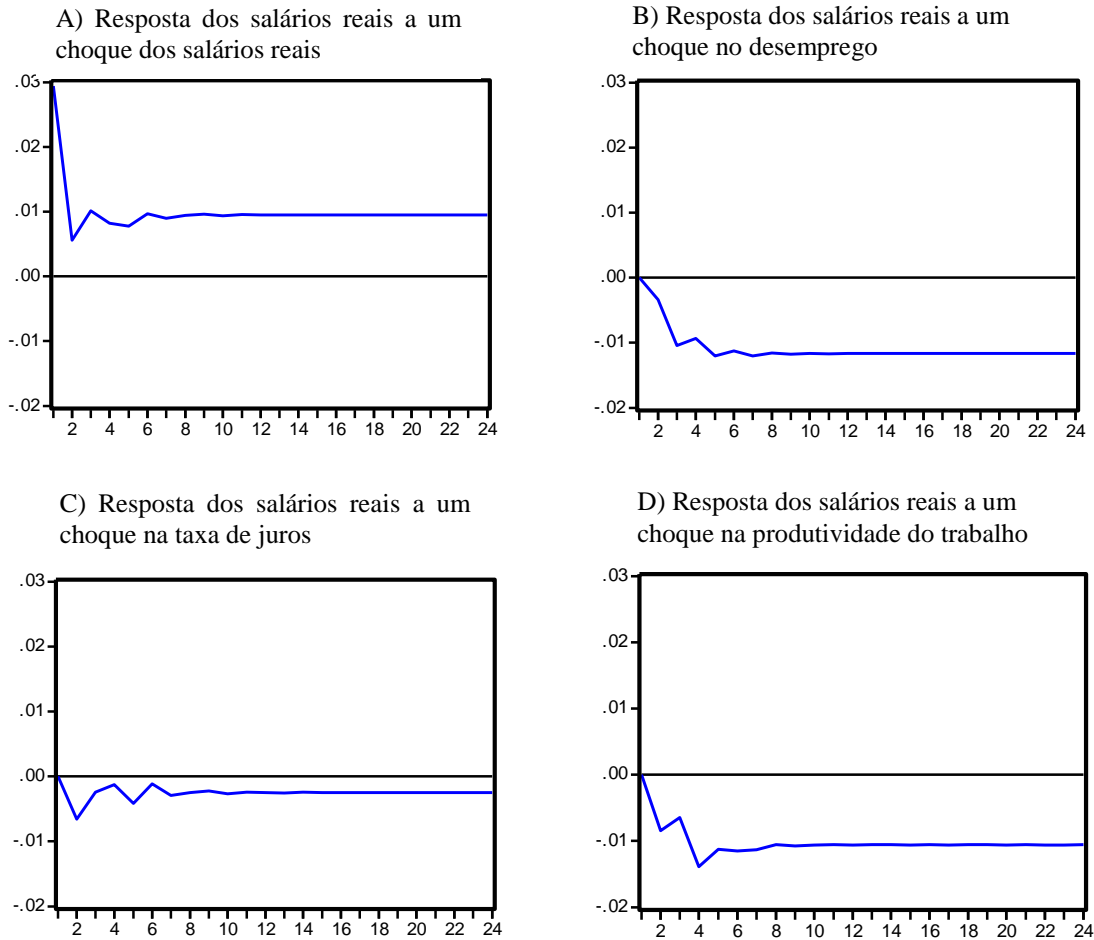 A) Resposta dos salários reais a um
choque dos salários reais
.03
.02
.01
.00
-.01
-.02
2 4 6 8 10 12 14 16 18 20 22 24
B) Resposta dos salários reais a um
choque no desemprego
.03
.02
.01
.00
-.01
-.02
2 4 6 8 10 12 14 16 18 20 22 24
C) Resposta dos salários reais a um
choque na taxa de juros
.03
.02
.01
.00
-.01
-.02
2 4 6 8 10 12 14 16 18 20 22 24
D) Resposta dos salários reais a um
choque na produtividade do trabalho
.03
.02
.01
.00
-.01
-.02
2 4 6 8 10 12 14 16 18 20 22 24